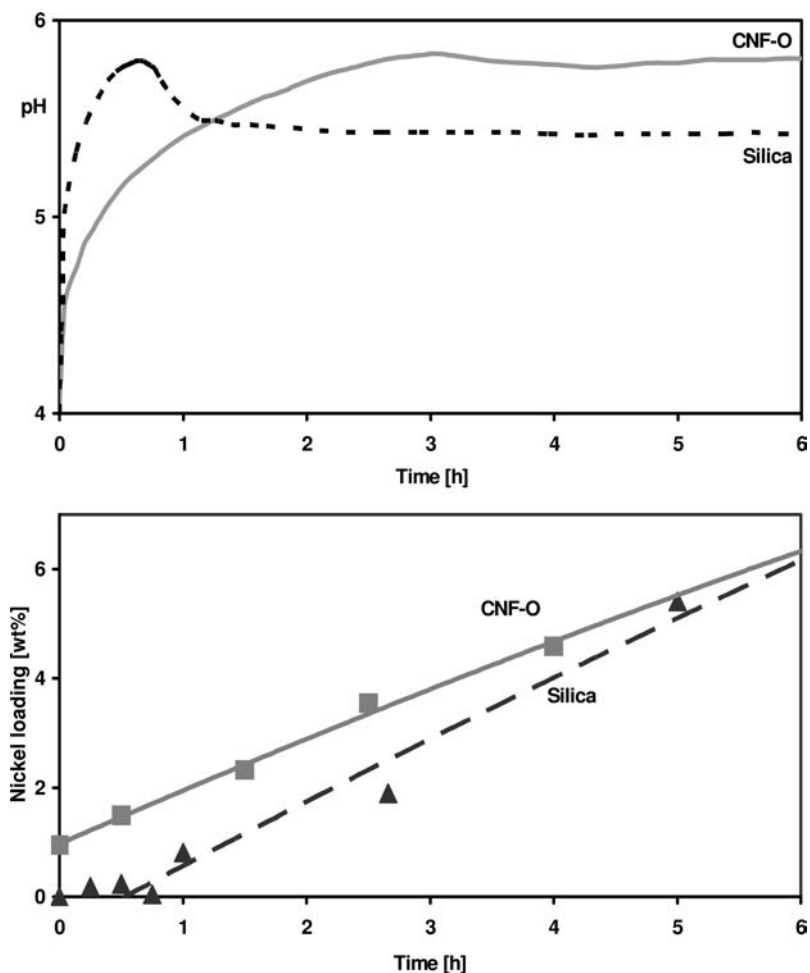 6
CNF-O
pH
Silica
5
4
0 1 2 3 4 5 6
Time [h]
6
CNF-O
Nickel loading [wt%]
4
Silica
2
0
0 1 2 3 4 5 6
Time [h]